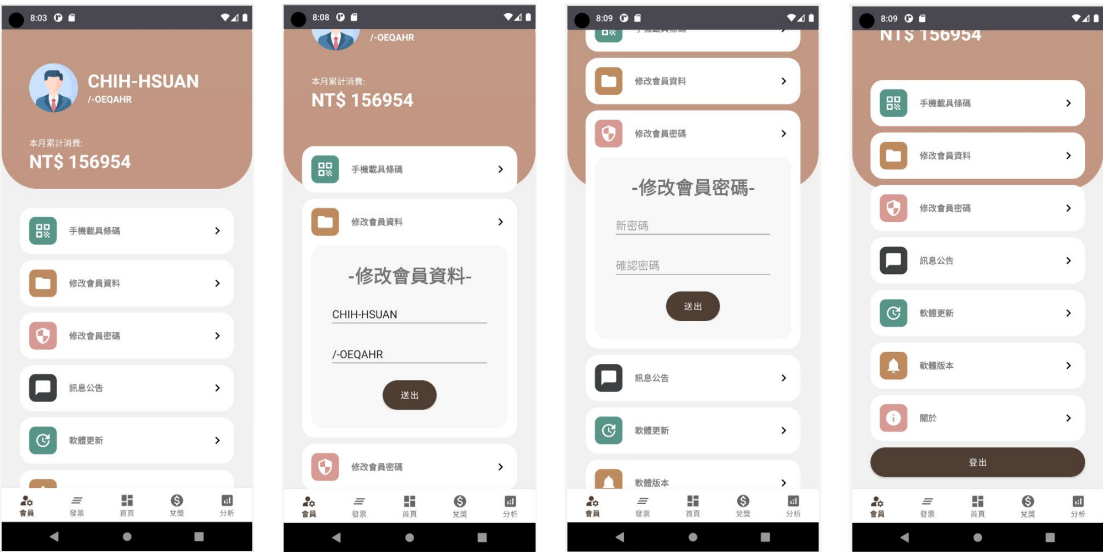 8:03
CHIH-HSUAN
/-OEQAHR
本月累計消費:
NT$ 156954
手機載具條碼
修改會員資料
修改會員密碼
訊息公告
軟體更新
會員
發票
首頁
兌獎
分析
8:08
/-OEQAHR
本月累計消費:
NT$ 156954
手機載具條碼
修改會員資料
-修改會員資料-
CHIH-HSUAN
/-OEQAHR
送出
修改會員密碼
會員
發票
首頁
兌獎
分析
8:09
修改會員資料
修改會員密碼
-修改會員密碼-
新密碼
確認密碼
送出
訊息公告
軟體更新
軟體版本
會員
發票
首頁
兌獎
分析
8:09
NT$ 156954
手機載具條碼
修改會員資料
修改會員密碼
訊息公告
軟體更新
軟體版本
關於
登出
會員
發票
首頁
兌獎
分析